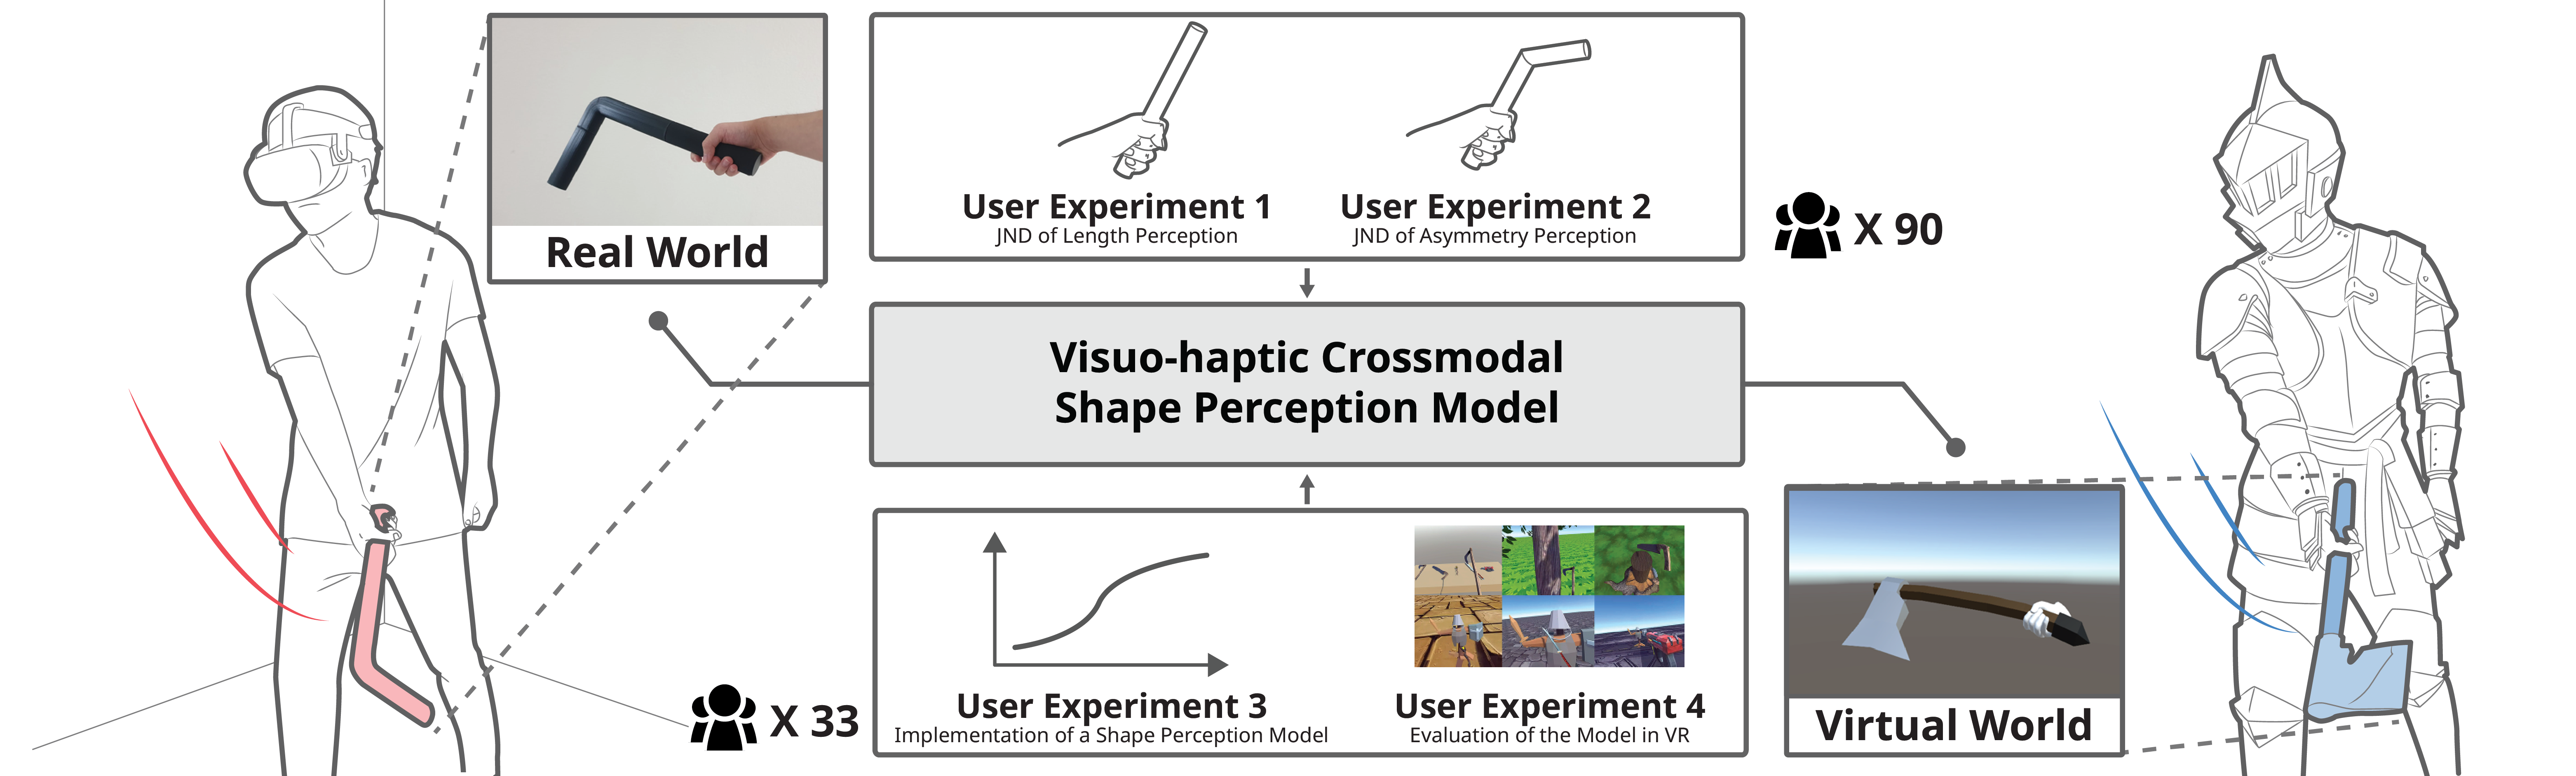 Real World
User Experiment 1
JND of Length Perception
User Experiment 2
JND of Asymmetry Perception
X 90
Visuo-haptic Crossmodal
Shape Perception Model
X 33
User Experiment 3
Implementation of a Shape Perception Model
User Experiment 4
Evaluation of the Model in VR
Virtual World